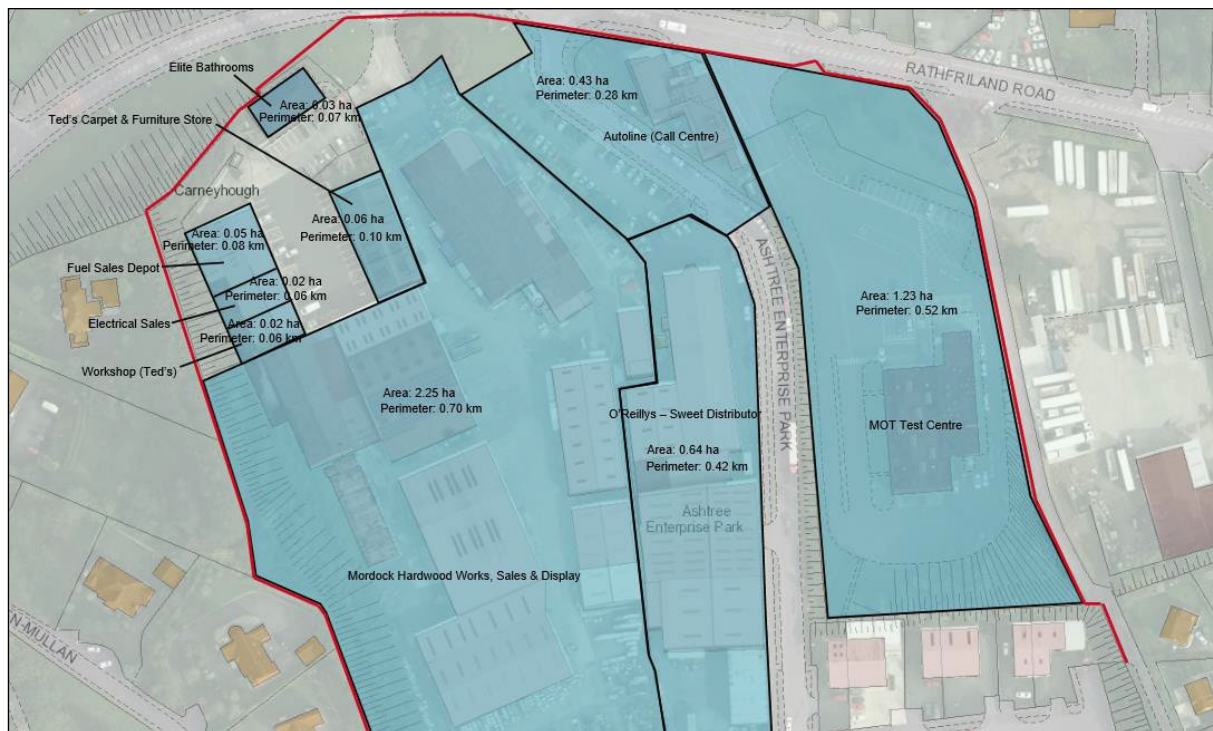 Elite Bathrooms
Area: 0.03 ha
Perimeter: 0.07 km
Ted's Carpet & Furniture Store
Area: 0.43 ha
Perimeter: 0.28 km
RATHFRILAND ROAD
Autoline (Call Centre)
Carneyhough
Area: 0.06 ha
Perimeter: 0.10 km
Area: 0.05 ha
Perimeter: 0.08 km
Fuel Sales Depot
Area: 0.02 ha
Perimeter: 0.06 km
Electrical Sales
Area: 0.02 ha
Perimeter: 0.06 km
Workshop (Ted's)
ASHTREE ENTERPRISE PARK
Area: 1.23 ha
Perimeter: 0.52 km
Area: 2.25 ha
Perimeter: 0.70 km
O'Reillys – Sweet Distributor
MOT Test Centre
Area: 0.64 ha
Perimeter: 0.42 km
Ashtree
Enterprise Park
Mordock Hardwood Works, Sales & Display
N-MULLAN